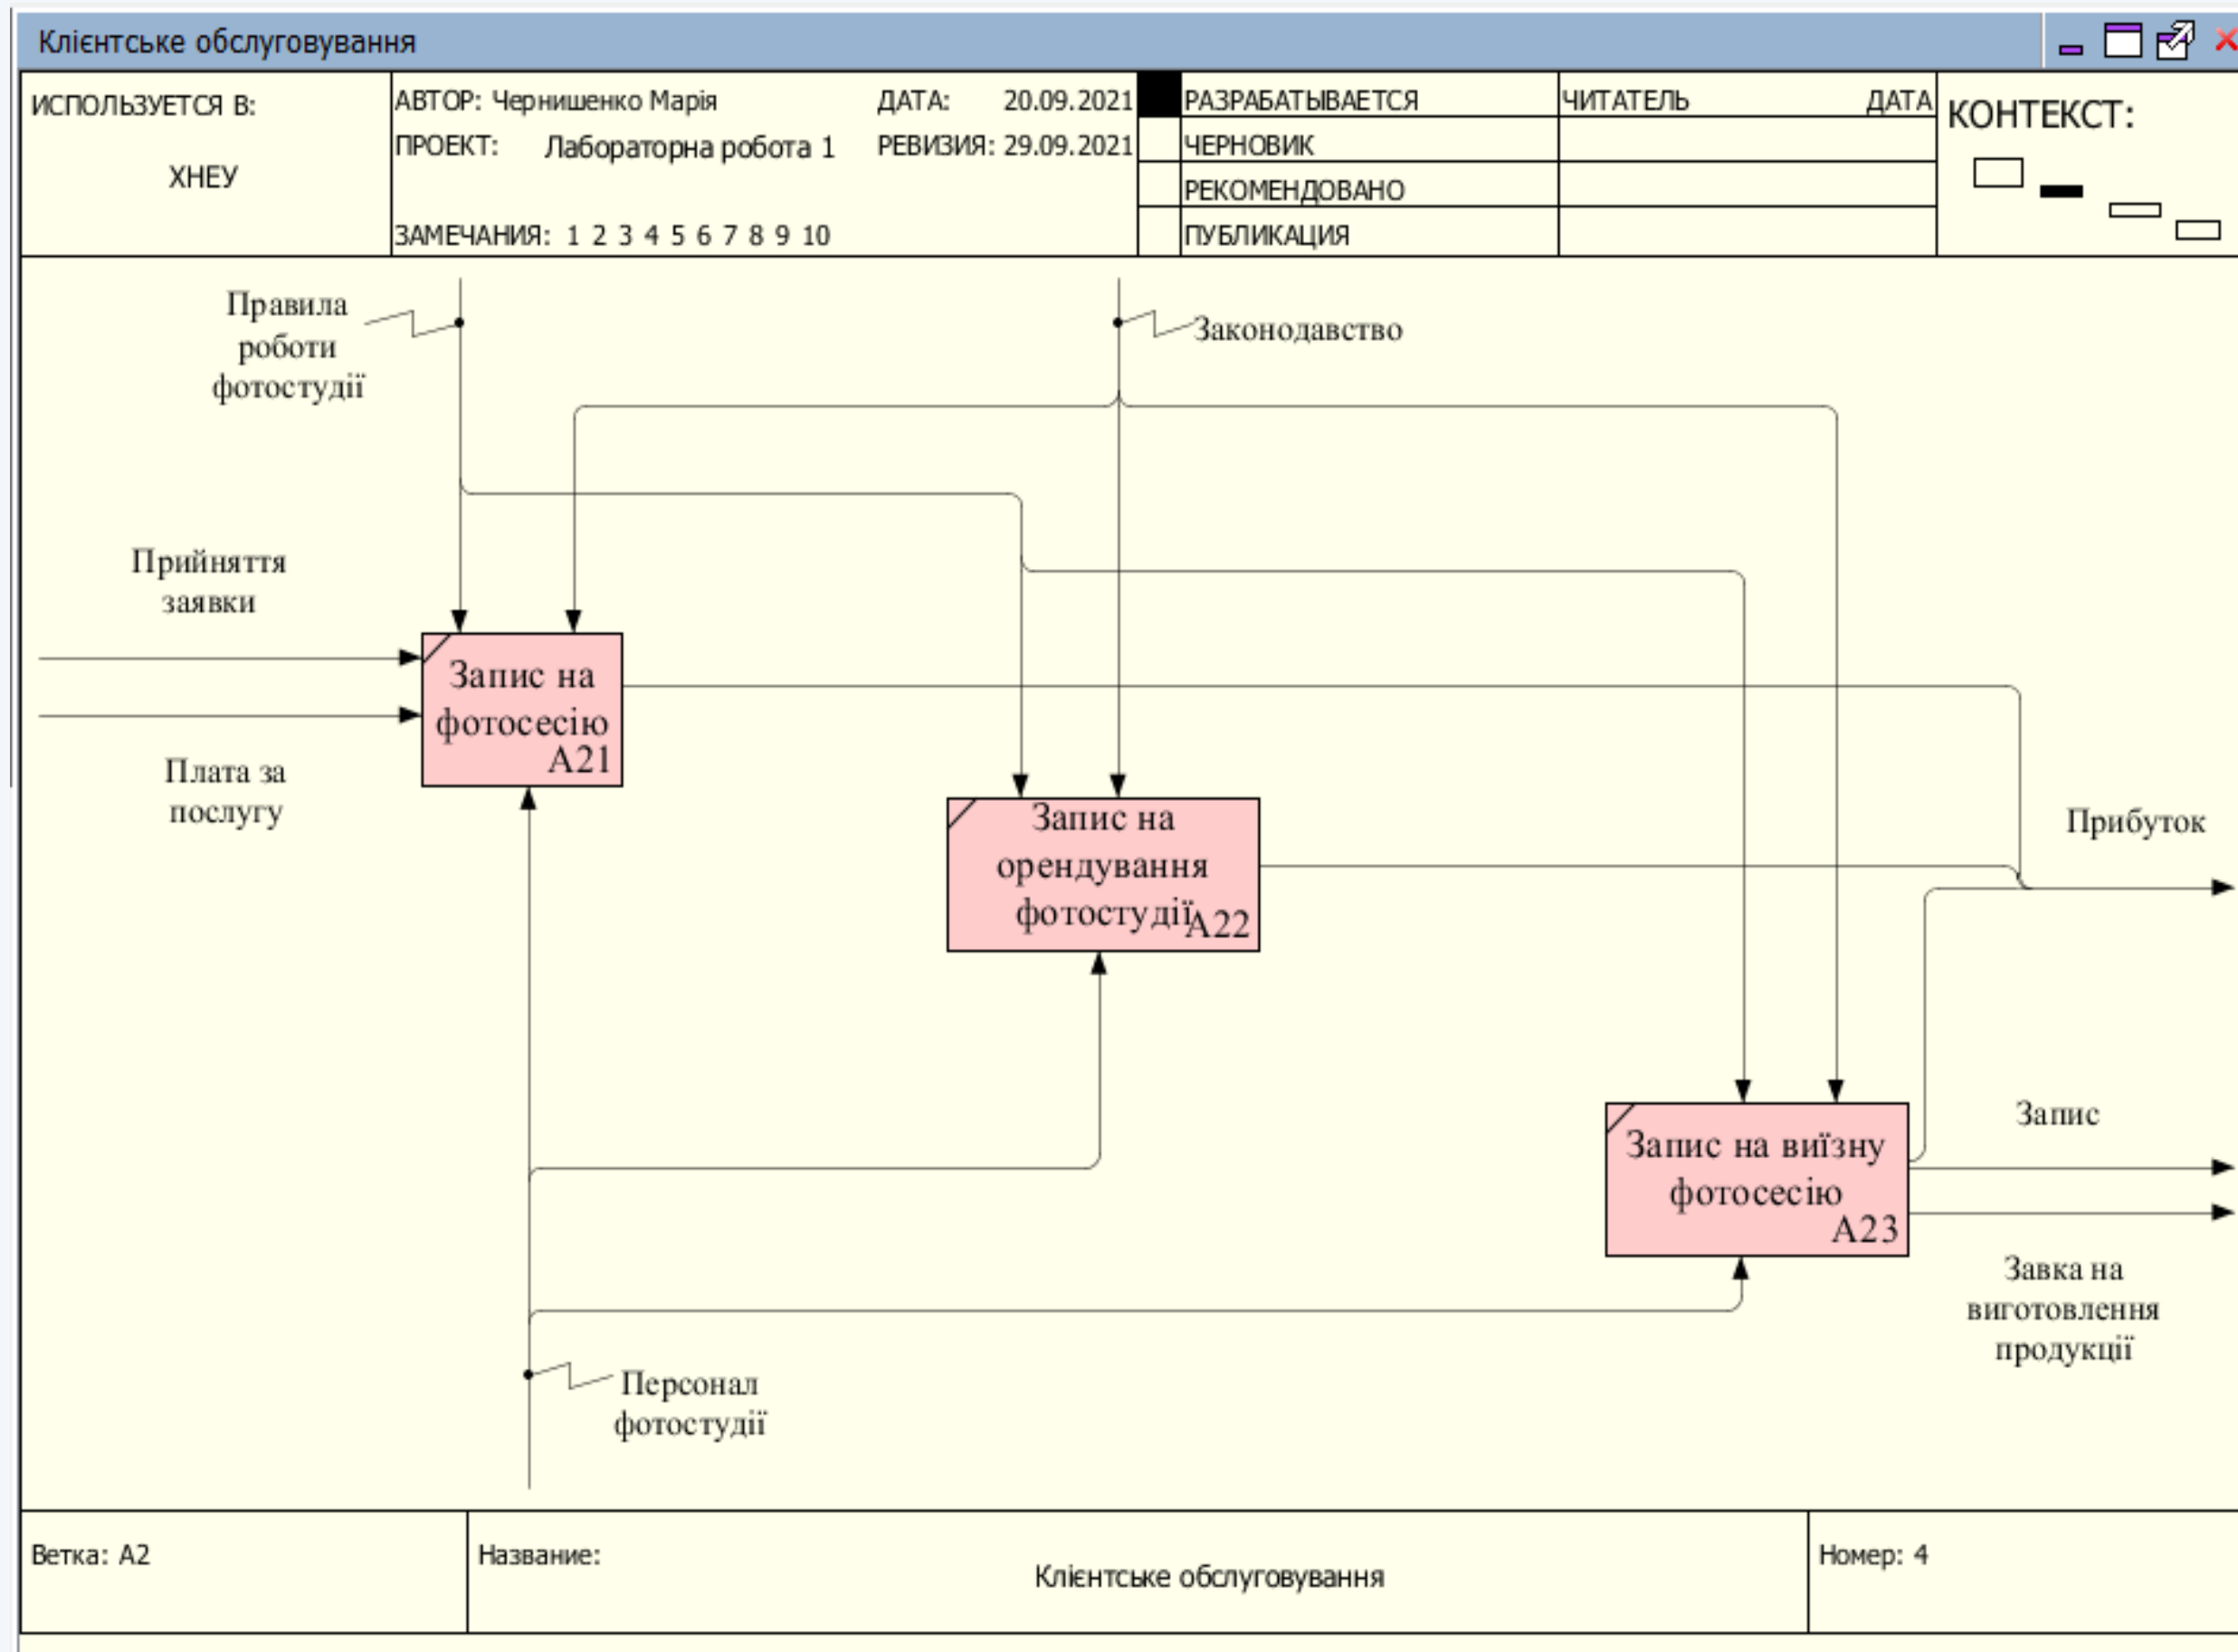 Клієнтське обслуговування
ИСПОЛЬЗУЕТСЯ В:
ХНЕУ
АВТОР: Чернишенко Марія
ДАТА: 20.09.2021
ПРОЕКТ: Лабораторна робота 1
РЕВИЗИЯ: 29.09.2021
ЗАМЕЧАНИЯ: 1 2 3 4 5 6 7 8 9 10
РАЗРАБАТЫВАЕТСЯ
ЧЕРНОВИК
РЕКОМЕНДОВАНО
ПУБЛИКАЦИЯ
ЧИТАТЕЛЬ
ДАТА
КОНТЕКСТ:
Правила
роботи
фотостудії
Законодавство
Прийняття
заявки
Плата за
послугу
Запис на
фотосесію
A21
Запис на
орендування
фотостудії
A22
Прибуток
Запис на виїзну
фотосесію
A23
Запис
Завка на
виготовлення
продукції
Персонал
фотостудії
Ветка: A2
Название:
Клієнтське обслуговування
Номер: 4